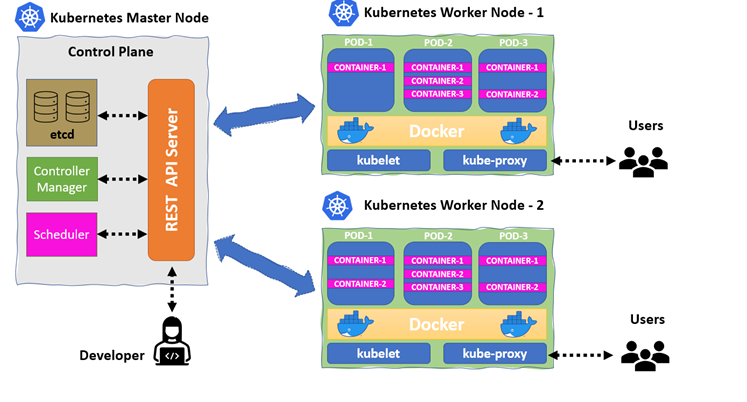 Kubernetes Master Node
Control Plane
etcd
Controller
Manager
Scheduler
REST API Server
Developer
Kubernetes Worker Node - 1
POD-1
POD-2
POD-3
CONTAINER-1
CONTAINER-1
CONTAINER-2
CONTAINER-3
CONTAINER-1
CONTAINER-2
Docker
kubelet
kube-proxy
Users
Kubernetes Worker Node - 2
POD-1
POD-2
POD-3
CONTAINER-1
CONTAINER-2
CONTAINER-1
CONTAINER-2
CONTAINER-3
CONTAINER-1
CONTAINER-2
Docker
kubelet
kube-proxy
Users